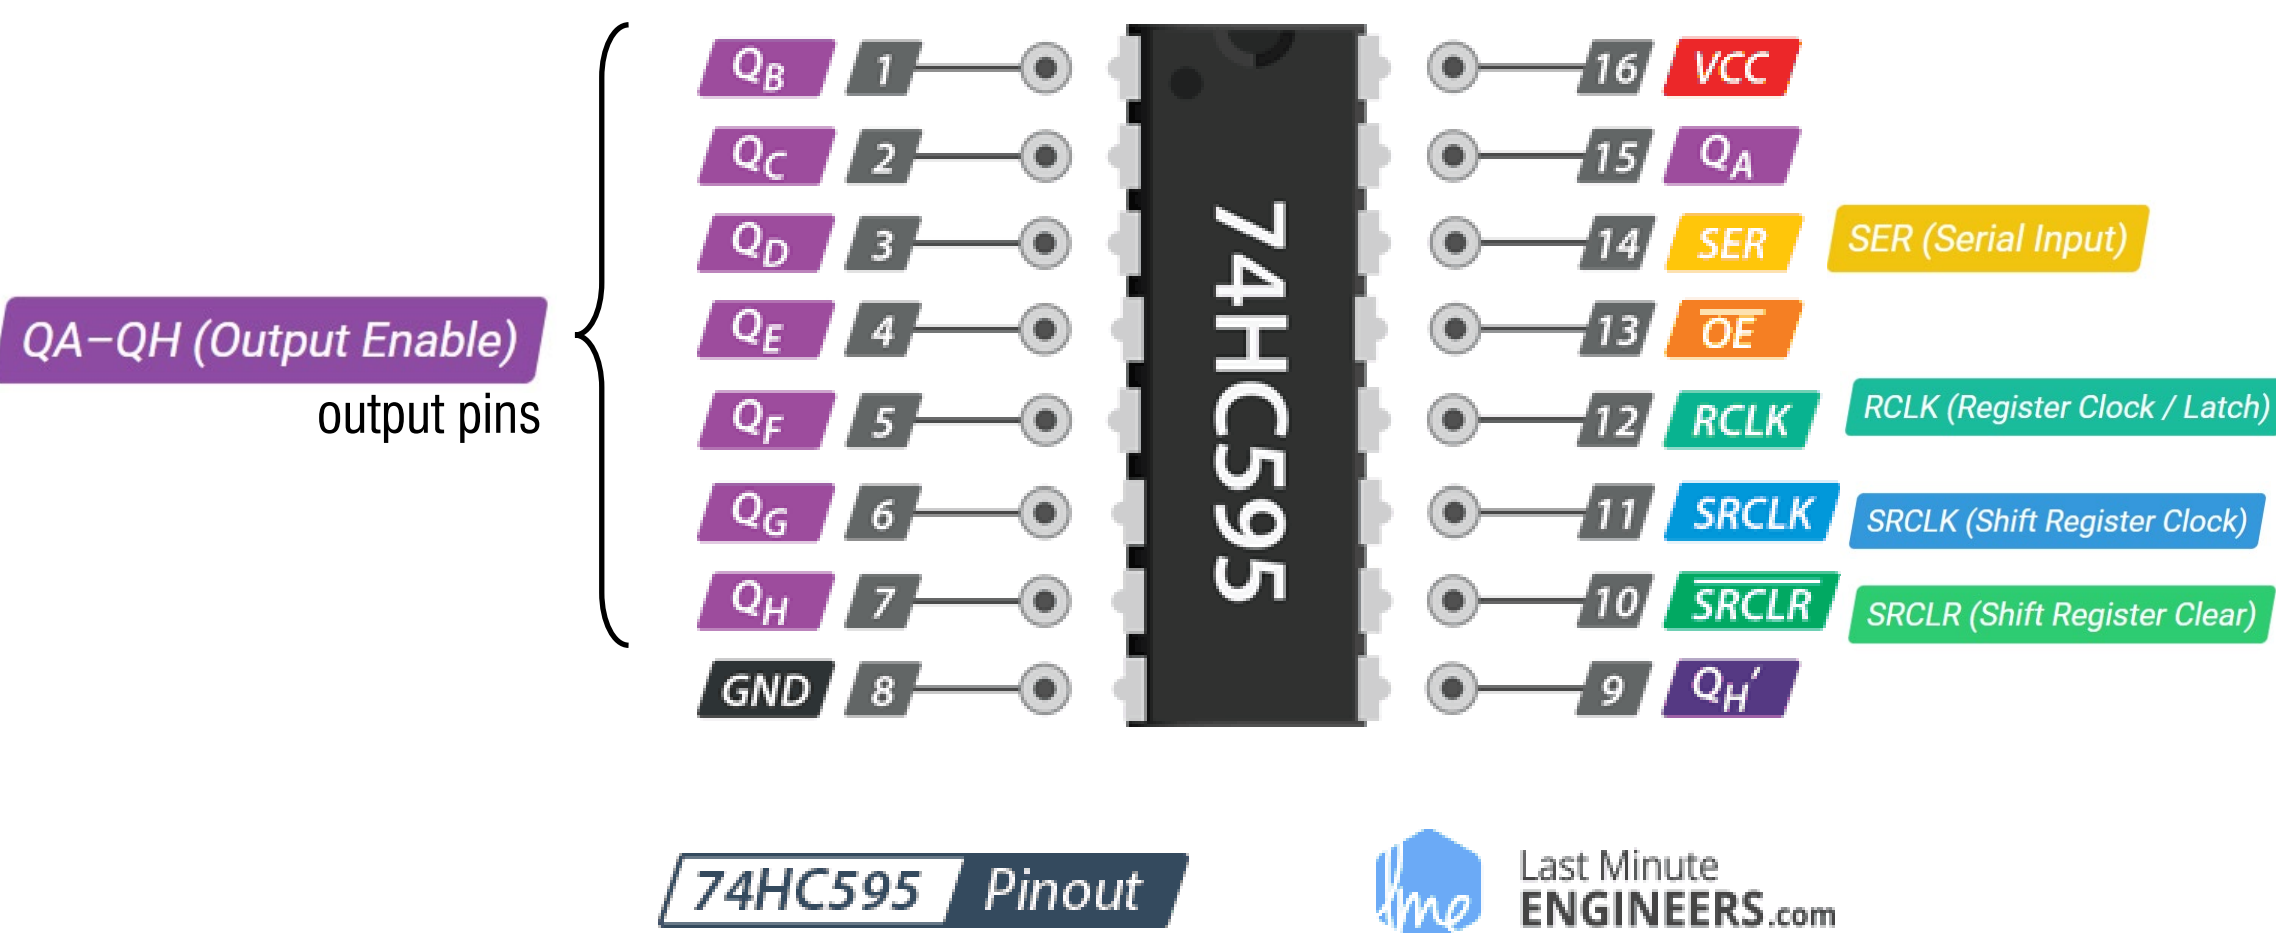 QB 1
QC 2
QD 3
QE 4
QF 5
QG 6
QH 7
GND 8
QA–QH (Output Enable)
output pins
74HC595
16 VCC
15 QA
14 SER SER (Serial Input)
13 OE
12 RCLK RCLK (Register Clock / Latch)
11 SRCLK SRCLK (Shift Register Clock)
10 SRCLR SRCLR (Shift Register Clear)
9 QH′
74HC595 Pinout
lme
Last Minute
ENGINEERS.com